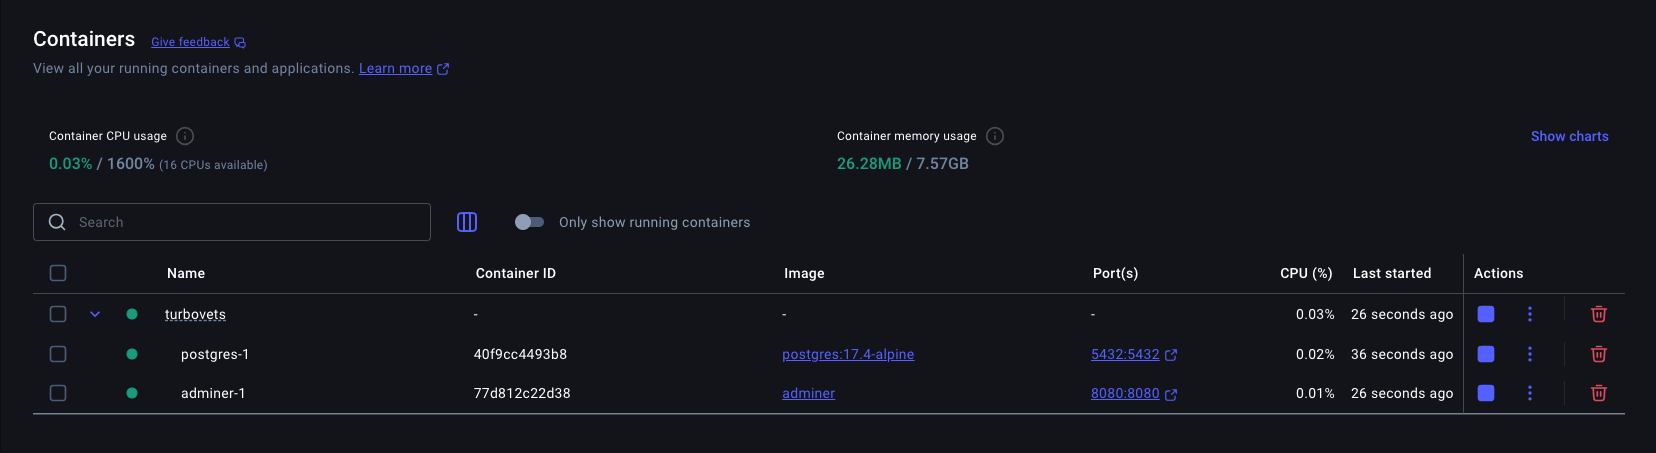 Containers Give feedback
View all your running containers and applications. Learn more
Container CPU usage
0.03% / 1600% (16 CPUs available)
Container memory usage
26.28MB / 7.57GB
Show charts
Search
Only show running containers
Name Container ID Image Port(s) CPU (%) Last started Actions
turbovets - - - 0.03% 26 seconds ago
postgres-1 40f9cc4493b8 postgres:17.4-alpine 5432:5432 0.02% 36 seconds ago
adminer-1 77d812c22d38 adminer 8080:8080 0.01% 26 seconds ago